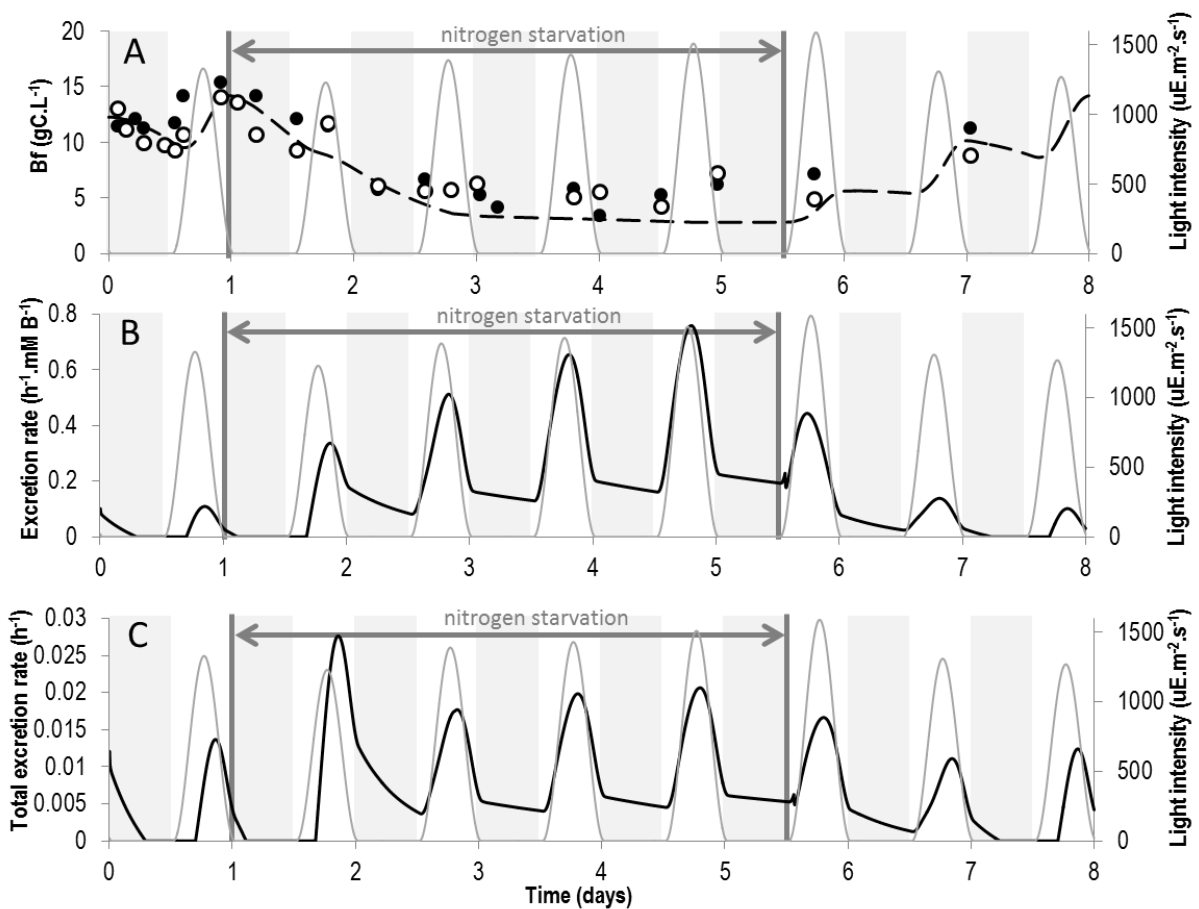 A
nitrogen starvation
Bf (gC.L⁻¹)
20
15
10
5
0
1500
1000
500
0
Light intensity (uE.m⁻².s⁻¹)
0 1 2 3 4 5 6 7 8
B
nitrogen starvation
Excretion rate (h⁻¹.mM B⁻¹)
0.8
0.6
0.4
0.2
0
1500
1000
500
0
Light intensity (uE.m⁻².s⁻¹)
0 1 2 3 4 5 6 7 8
C
nitrogen starvation
Total excretion rate (h⁻¹)
0.03
0.025
0.02
0.015
0.01
0.005
0
1500
1000
500
0
Light intensity (uE.m⁻².s⁻¹)
0 1 2 3 4 5 6 7 8
Time (days)